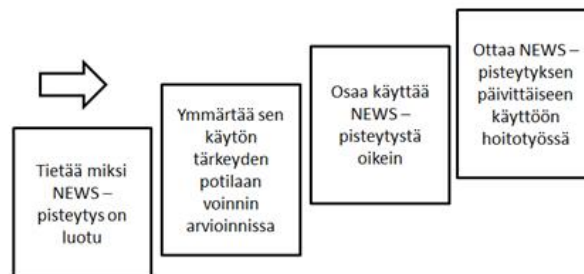 Tietää miksi
NEWS –
pisteytys on
luotu
Ymmärtää sen
käytön
tärkeyden
potilaan
voinnin
arvioinnissa
Osaa käyttää
NEWS –
pisteytystä
oikein
Ottaa NEWS –
pisteytyksen
päivittäiseen
käyttöön
hoitotyössä